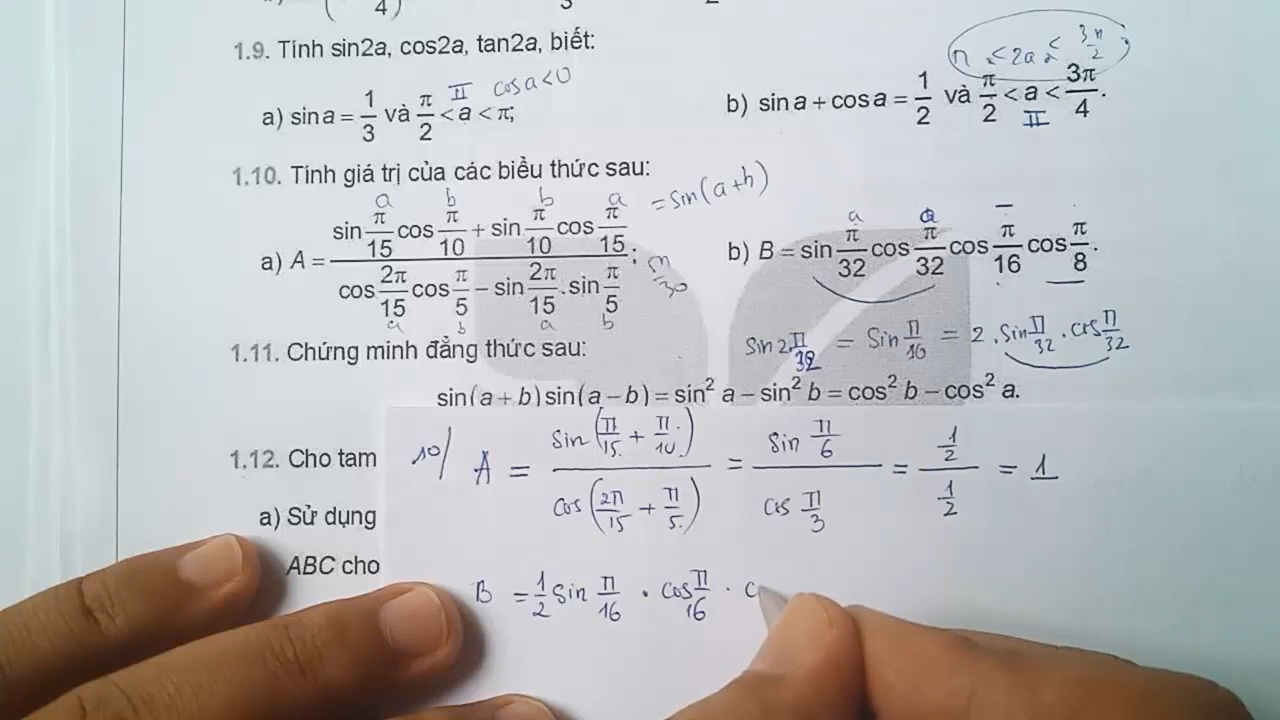 4 3
1.9. Tính sin2a, cos2a, tan2a, biết:
π < 2a < 3π/2
II cosa<0
a) sin a = 1/3 và π/2 < a < π;
b) sin a + cos a = 1/2 và π/2 < a < 3π/4.
II
1.10. Tính giá trị của các biểu thức sau:
a b b a = sin(a+b)
a) A = (sin π/15 cos π/10 + sin π/10 cos π/15) / (cos 2π/15 cos π/5 − sin 2π/15 . sin π/5);
a b a b
a a
b) B = sin π/32 cos π/32 cos π/16 cos π/8.
sin 2π/32 = sin π/16 = 2 . sin π/32 . cos π/32
1.11. Chứng minh đẳng thức sau:
sin(a + b) sin(a − b) = sin² a − sin² b = cos² b − cos² a.
1.12. Cho tam
10/ A = sin(π/15 + π/10) / cos(2π/15 + π/5) = sin π/6 / cos π/3 = 1/2 / 1/2 = 1
a) Sử dụng
ABC cho
B = 1/2 sin π/16 . cos π/16 . c